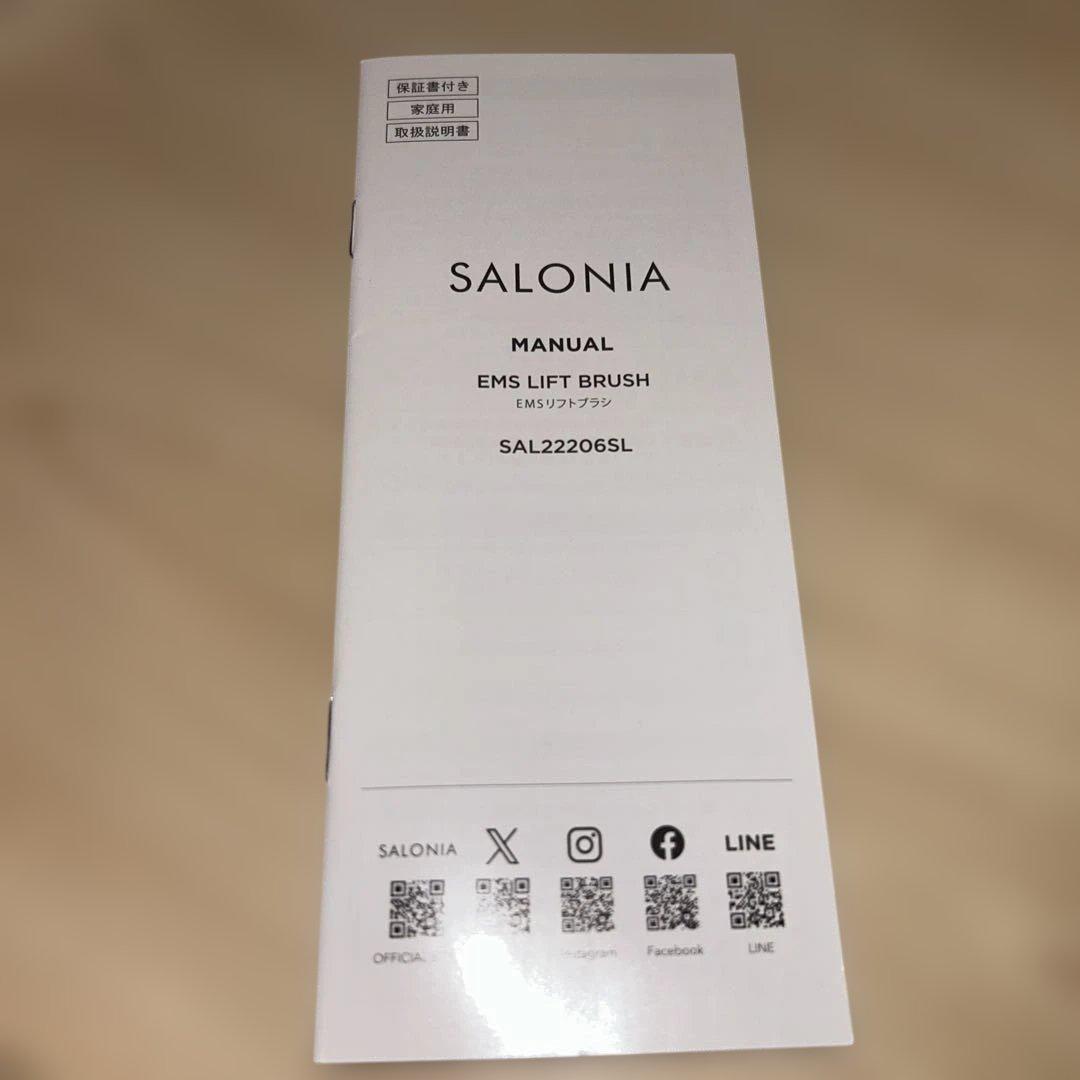 保証書付き
家庭用
取扱説明書
SALONIA
MANUAL
EMS LIFT BRUSH
EMSリフトブラシ
SAL22206SL
SALONIA
LINE
Instagram
Facebook
LINE